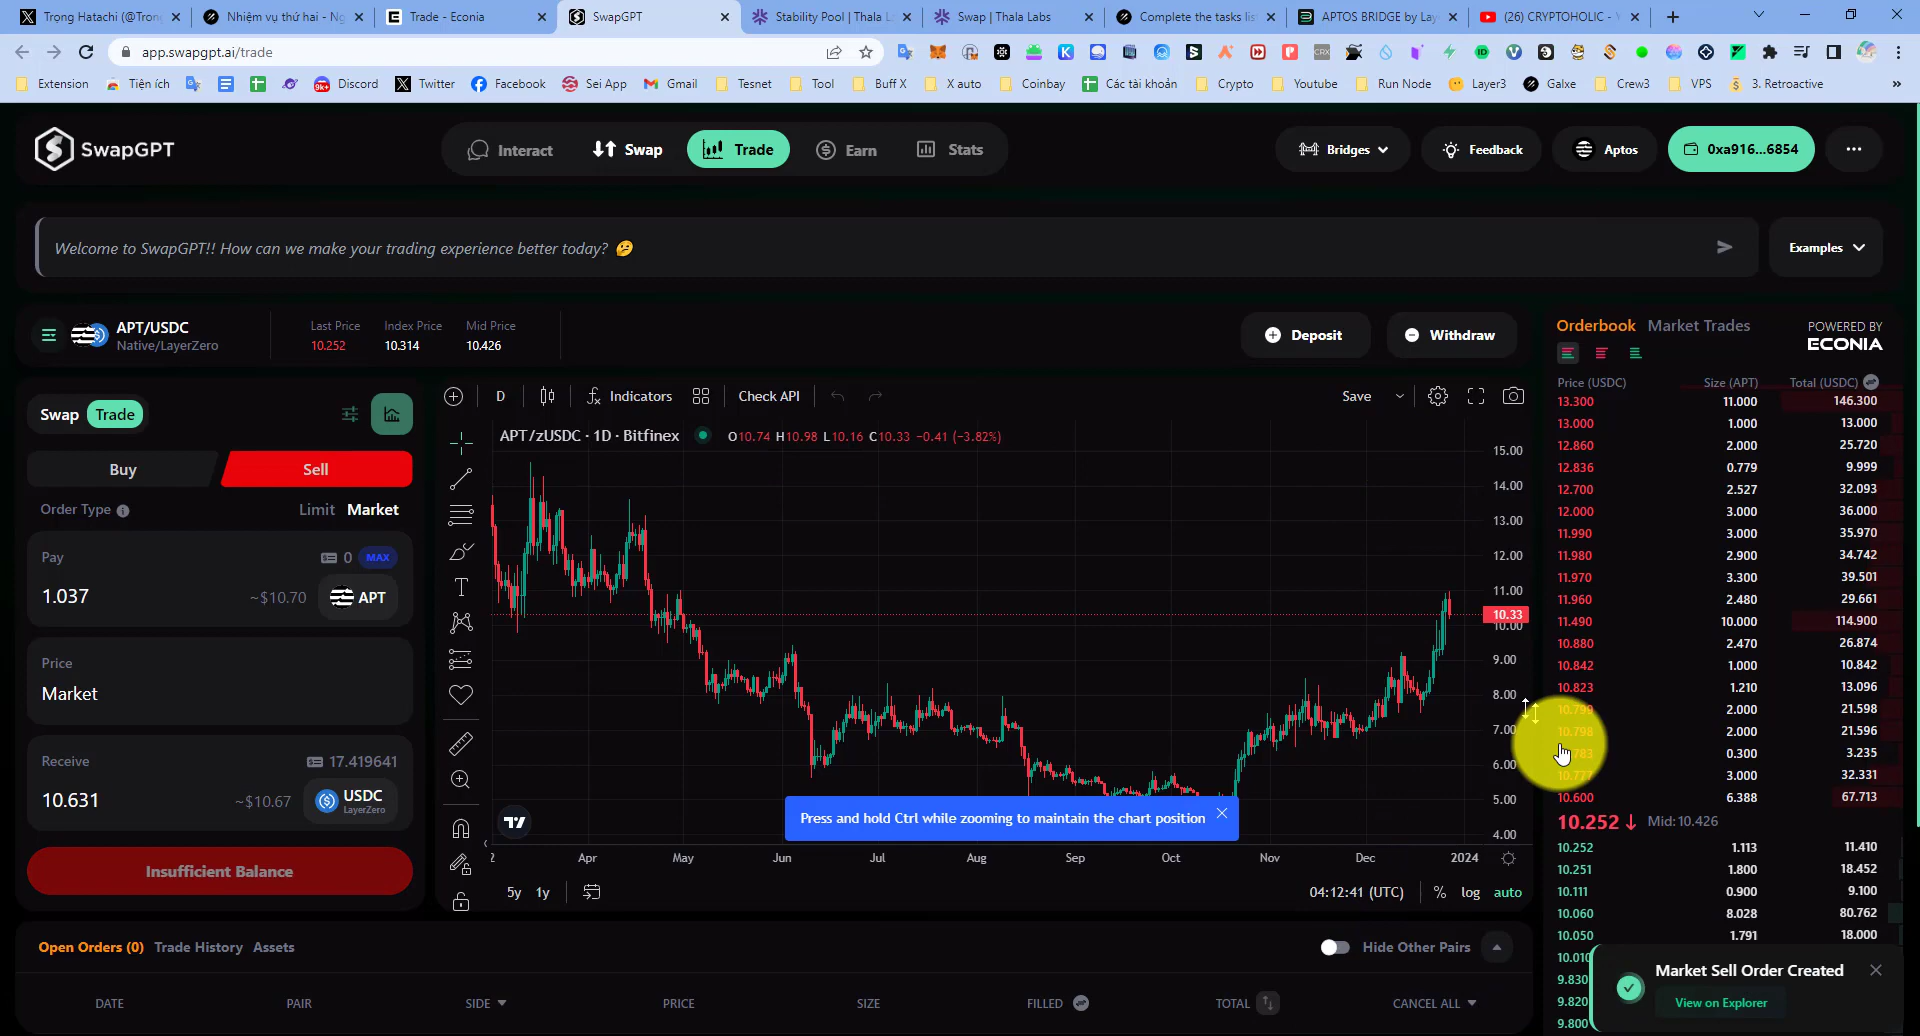 Trọng Hatachi (@Tron
Nhiệm vụ thứ hai - Ng
Trade - Econia
SwapGPT
Stability Pool | Thala L
Swap | Thala Labs
Complete the tasks lis
APTOS BRIDGE by Lay
(26) CRYPTOHOLIC -
app.swapgpt.ai/trade
Extension
Tiện ích
Discord
Twitter
Facebook
Sei App
Gmail
Tesnet
Tool
Buff X
X auto
Coinbay
Các tài khoản
Crypto
Youtube
Run Node
Layer3
Galxe
Crew3
VPS
3. Retroactive
SwapGPT
Interact
Swap
Trade
Earn
Stats
Bridges
Feedback
Aptos
0xa916...6854
Welcome to SwapGPT!! How can we make your trading experience better today? 🤔
Examples
APT/USDC
Native/LayerZero
Last Price
10.252
Index Price
10.314
Mid Price
10.426
Deposit
Withdraw
Swap
Trade
Buy
Sell
Order Type
Limit
Market
Pay
0
MAX
1.037
~$10.70
APT
Price
Market
Receive
17.419641
10.631
~$10.67
USDC
LayerZero
Insufficient Balance
D
Indicators
Check API
Save
APT/zUSDC · 1D · Bitfinex
O10.74 H10.98 L10.16 C10.33 −0.41 (−3.82%)
15.00
14.00
13.00
12.00
11.00
10.33
10.00
9.00
8.00
7.00
6.00
5.00
4.00
Press and hold Ctrl while zooming to maintain the chart position
2
Apr
May
Jun
Jul
Aug
Sep
Oct
Nov
Dec
2024
5y
1y
04:12:41 (UTC)
%
log
auto
Orderbook
Market Trades
POWERED BY
ECONIA
Price (USDC) Size (APT) Total (USDC)
13.300 11.000 146.300
13.000 1.000 13.000
12.860 2.000 25.720
12.836 0.779 9.999
12.700 2.527 32.093
12.000 3.000 36.000
11.990 3.000 35.970
11.980 2.900 34.742
11.970 3.300 39.501
11.960 2.480 29.661
11.490 10.000 114.900
10.880 2.470 26.874
10.842 1.000 10.842
10.823 1.210 13.096
10.799 2.000 21.598
10.798 2.000 21.596
0.300 3.235
10.777 3.000 32.331
10.600 6.388 67.713
10.252 ↓ Mid: 10.426
10.252 1.113 11.410
10.251 1.800 18.452
10.111 0.900 9.100
10.060 8.028 80.762
10.050 1.791 18.000
10.010
9.830
9.820
9.800
Market Sell Order Created
View on Explorer
Open Orders (0)
Trade History
Assets
Hide Other Pairs
DATE
PAIR
SIDE
PRICE
SIZE
FILLED
TOTAL
CANCEL ALL